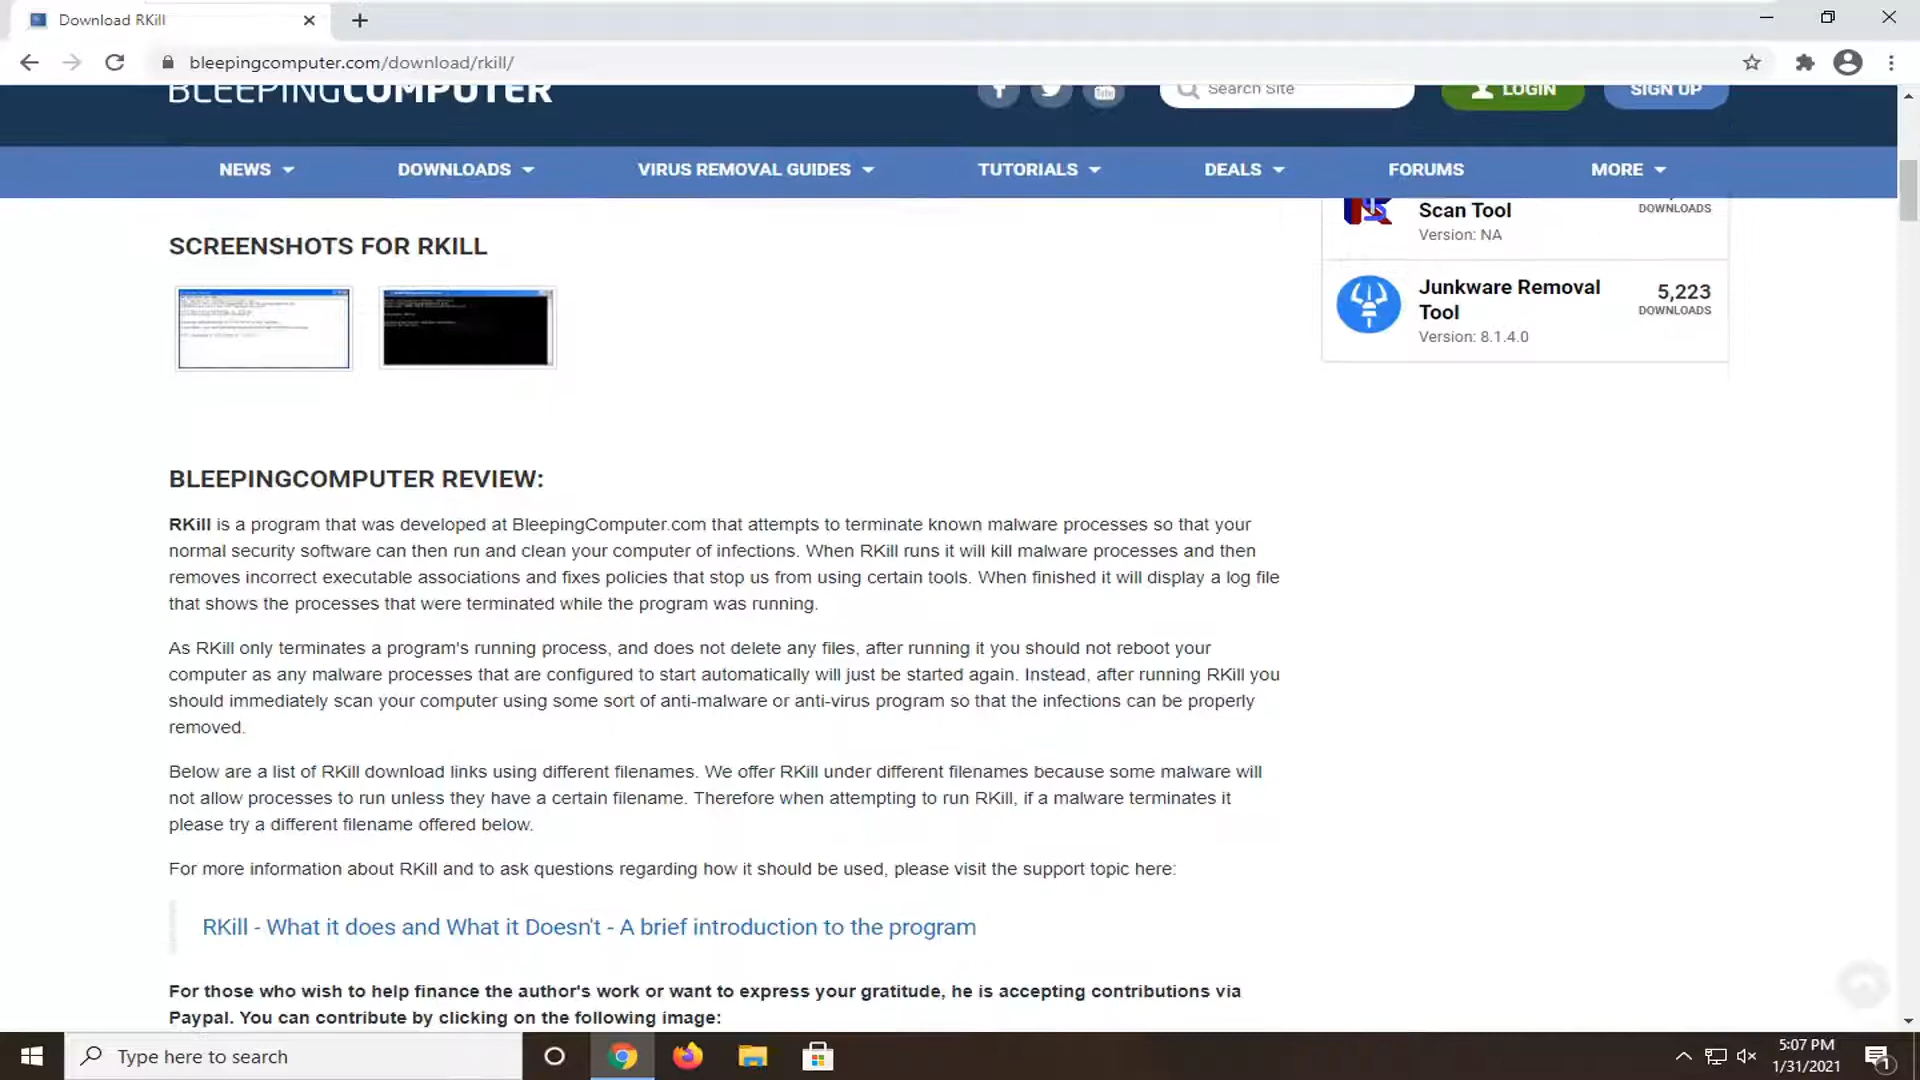 Download RKill
bleepingcomputer.com/download/rkill/
BLEEPINGCOMPUTER
Search Site
LOGIN
SIGN UP
NEWS
DOWNLOADS
VIRUS REMOVAL GUIDES
TUTORIALS
DEALS
FORUMS
MORE
SCREENSHOTS FOR RKILL
Scan Tool
DOWNLOADS
Version: NA
Junkware Removal
Tool
5,223
DOWNLOADS
Version: 8.1.4.0
BLEEPINGCOMPUTER REVIEW:
RKill is a program that was developed at BleepingComputer.com that attempts to terminate known malware processes so that your
normal security software can then run and clean your computer of infections. When RKill runs it will kill malware processes and then
removes incorrect executable associations and fixes policies that stop us from using certain tools. When finished it will display a log file
that shows the processes that were terminated while the program was running.
As RKill only terminates a program's running process, and does not delete any files, after running it you should not reboot your
computer as any malware processes that are configured to start automatically will just be started again. Instead, after running RKill you
should immediately scan your computer using some sort of anti-malware or anti-virus program so that the infections can be properly
removed.
Below are a list of RKill download links using different filenames. We offer RKill under different filenames because some malware will
not allow processes to run unless they have a certain filename. Therefore when attempting to run RKill, if a malware terminates it
please try a different filename offered below.
For more information about RKill and to ask questions regarding how it should be used, please visit the support topic here:
RKill - What it does and What it Doesn't - A brief introduction to the program
For those who wish to help finance the author's work or want to express your gratitude, he is accepting contributions via
Paypal. You can contribute by clicking on the following image:
Type here to search
5:07 PM
1/31/2021
1